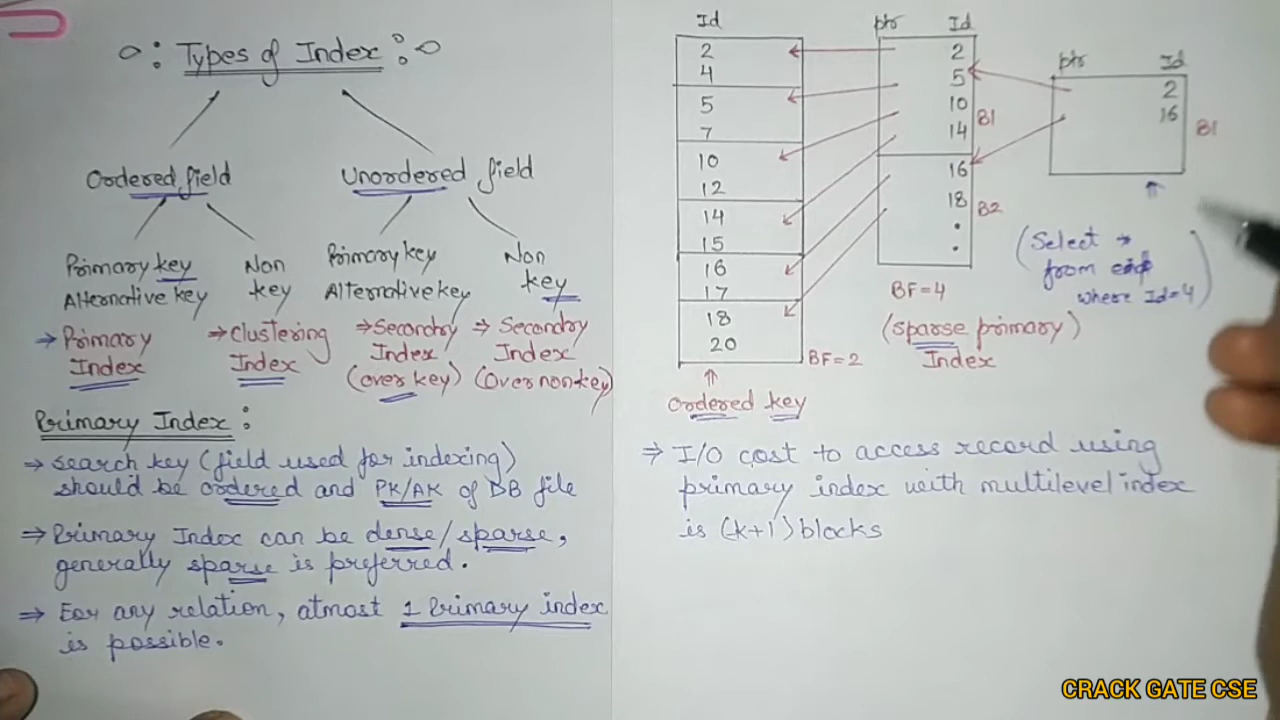 : Types of Index :
Ordered field
Unordered field
Primary key
Alternative key
Non
key
Primary key
Alternative key
Non
key
→ Primary
Index
⇒ Clustering
Index
⇒ Secondry
Index
(over key)
⇒ Secondry
Index
(Over non key)
Primary Index :
⇒ Search key (field used for indexing)
should be ordered and PK/AK of DB file
⇒ Primary Index can be dense/sparse,
generally sparse is preferred.
⇒ For any relation, atmost 1 Primary index
is possible.
Id
2
4
5
7
10
12
14
15
16
17
18
20
BF=2
Ordered key
ptr Id
2
5
10
14
B1
16
18
B2
.
.
BF=4
(sparse primary)
Index
ptr Id
2
16
B1
(Select *
from
where Id=4)
⇒ I/O cost to access record using
primary index with multilevel index
is (k+1) blocks
CRACK GATE CSE